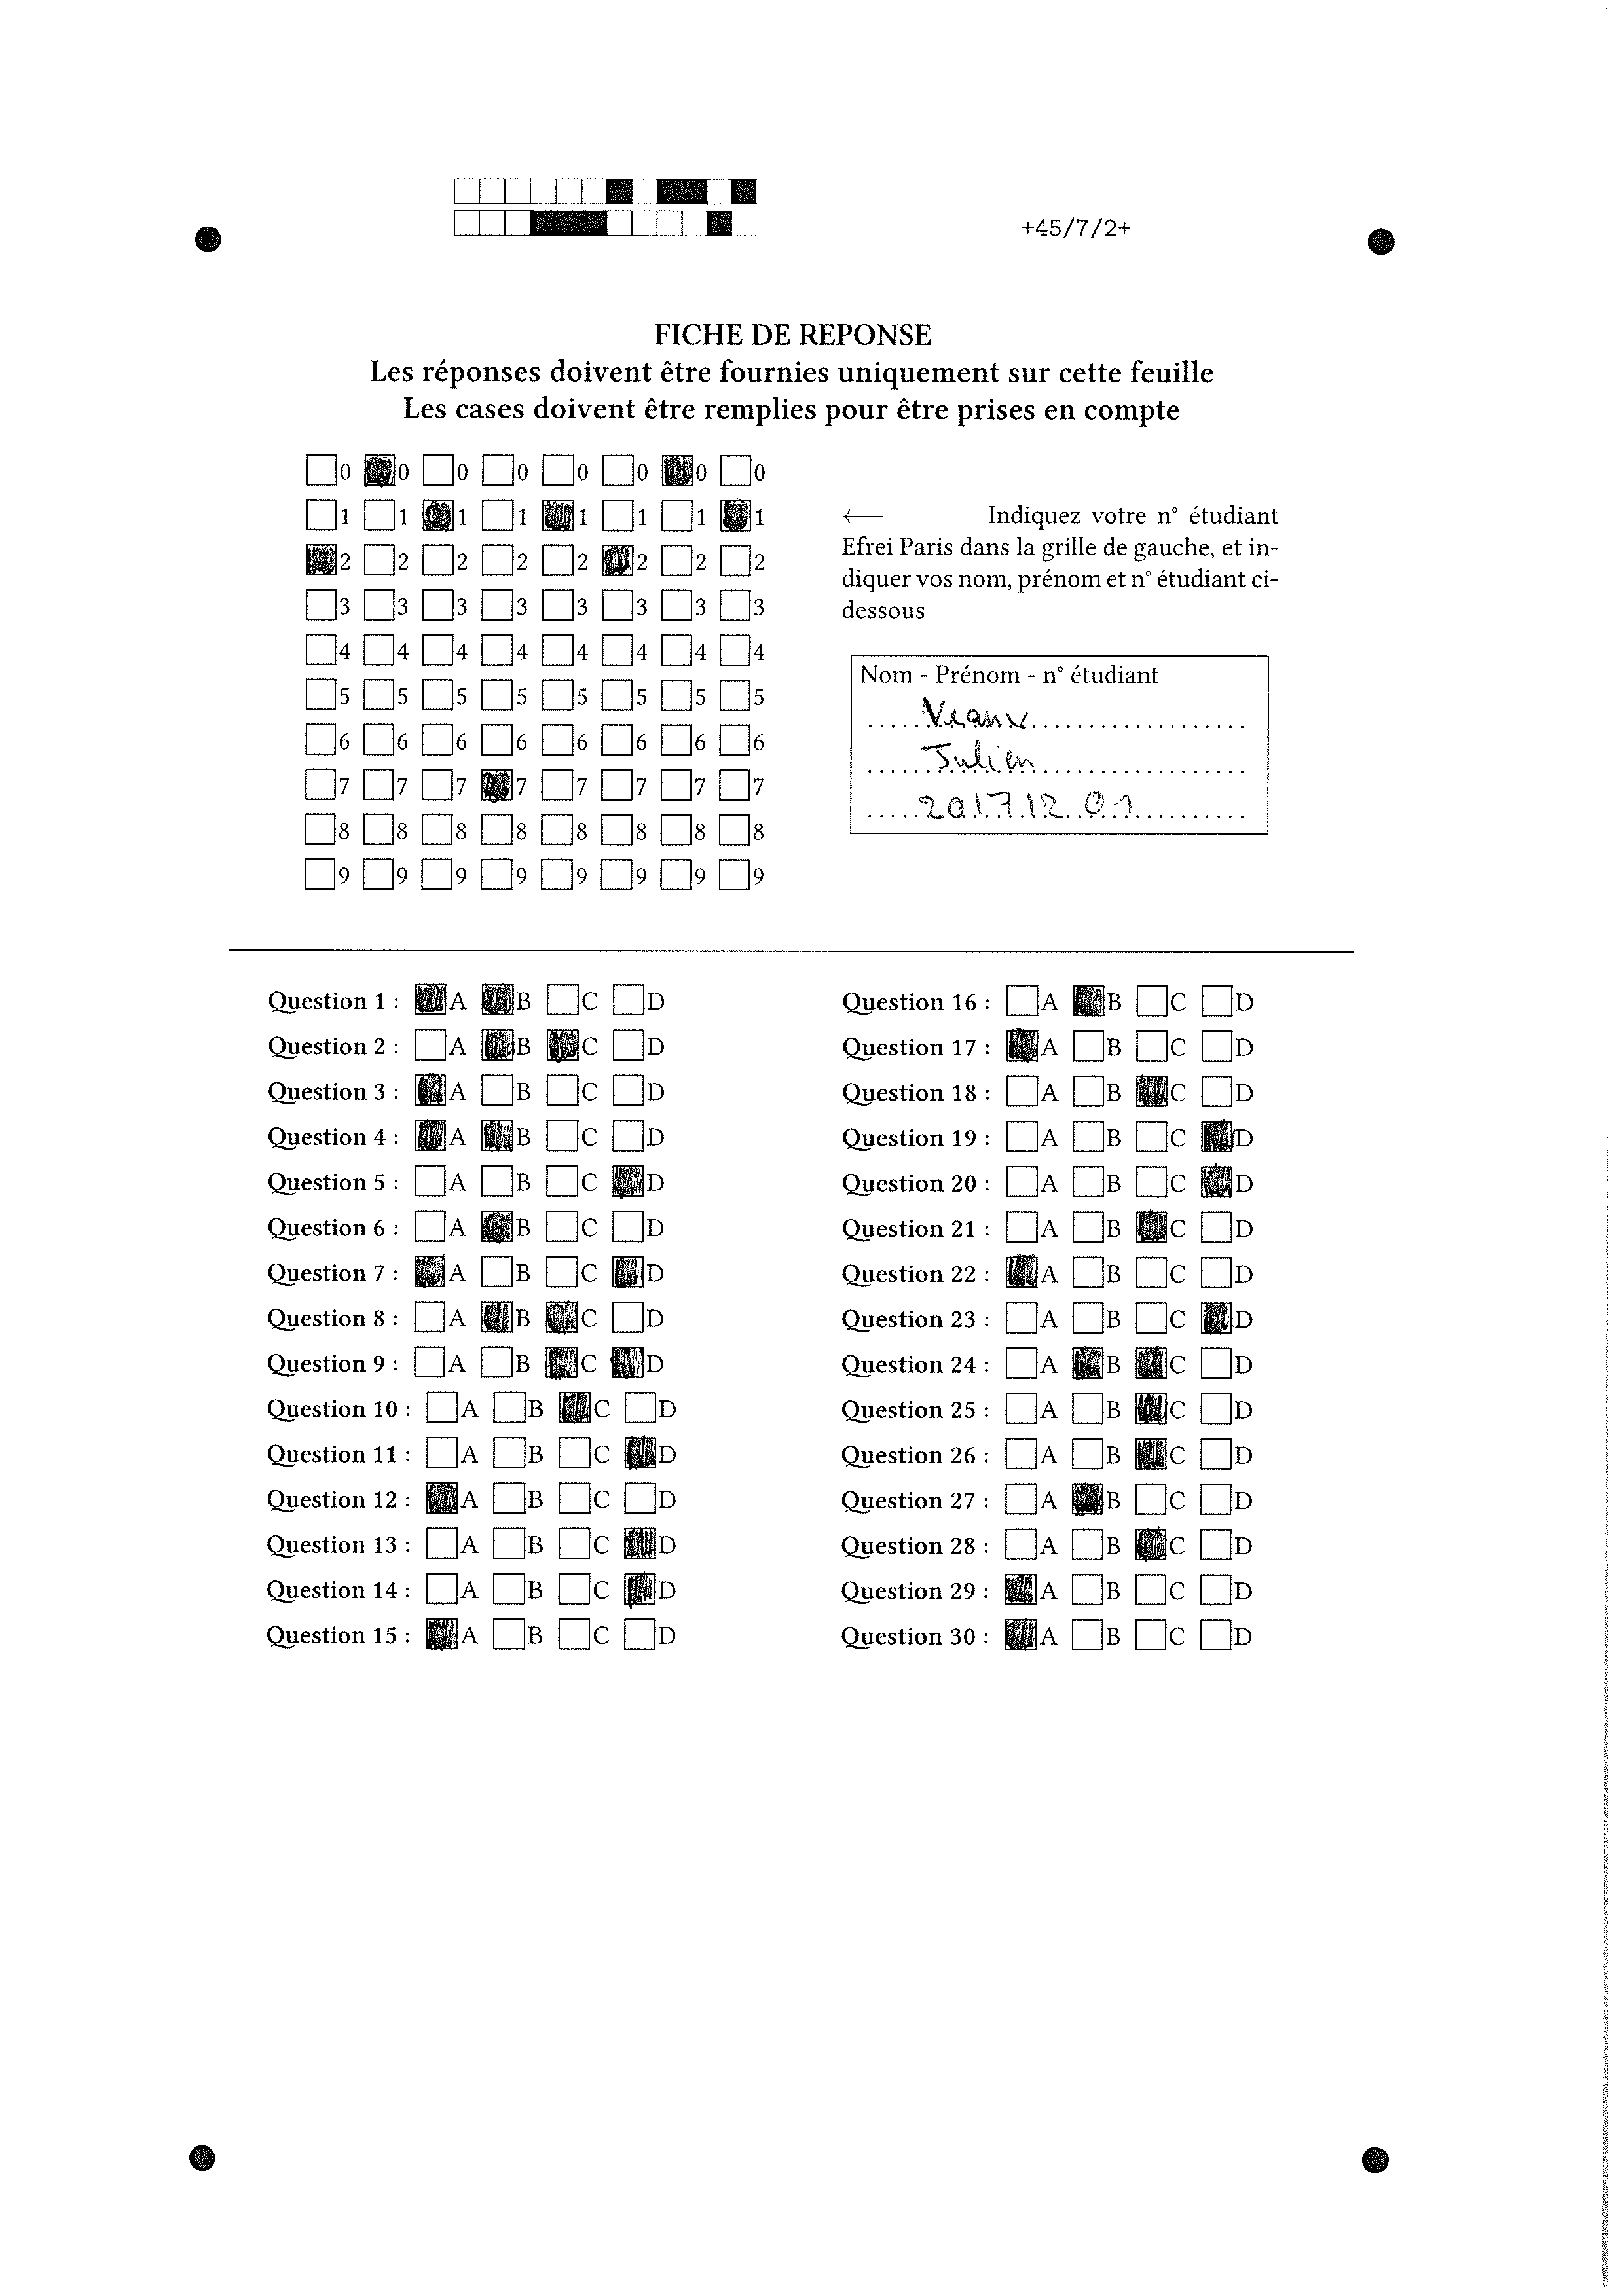 +45/7/2+
FICHE DE REPONSE
Les réponses doivent être fournies uniquement sur cette feuille
Les cases doivent être remplies pour être prises en compte
0 0 0 0 0 0 0 0
1 1 1 1 1 1 1 1
2 2 2 2 2 2 2 2
3 3 3 3 3 3 3 3
4 4 4 4 4 4 4 4
5 5 5 5 5 5 5 5
6 6 6 6 6 6 6 6
7 7 7 7 7 7 7 7
8 8 8 8 8 8 8 8
9 9 9 9 9 9 9 9
← Indiquez votre n° étudiant
Efrei Paris dans la grille de gauche, et in-
diquer vos nom, prénom et n° étudiant ci-
dessous
Nom - Prénom - n° étudiant
Veaux
Julien
20171201
Question 1 : A B C D
Question 2 : A B C D
Question 3 : A B C D
Question 4 : A B C D
Question 5 : A B C D
Question 6 : A B C D
Question 7 : A B C D
Question 8 : A B C D
Question 9 : A B C D
Question 10 : A B C D
Question 11 : A B C D
Question 12 : A B C D
Question 13 : A B C D
Question 14 : A B C D
Question 15 : A B C D
Question 16 : A B C D
Question 17 : A B C D
Question 18 : A B C D
Question 19 : A B C D
Question 20 : A B C D
Question 21 : A B C D
Question 22 : A B C D
Question 23 : A B C D
Question 24 : A B C D
Question 25 : A B C D
Question 26 : A B C D
Question 27 : A B C D
Question 28 : A B C D
Question 29 : A B C D
Question 30 : A B C D